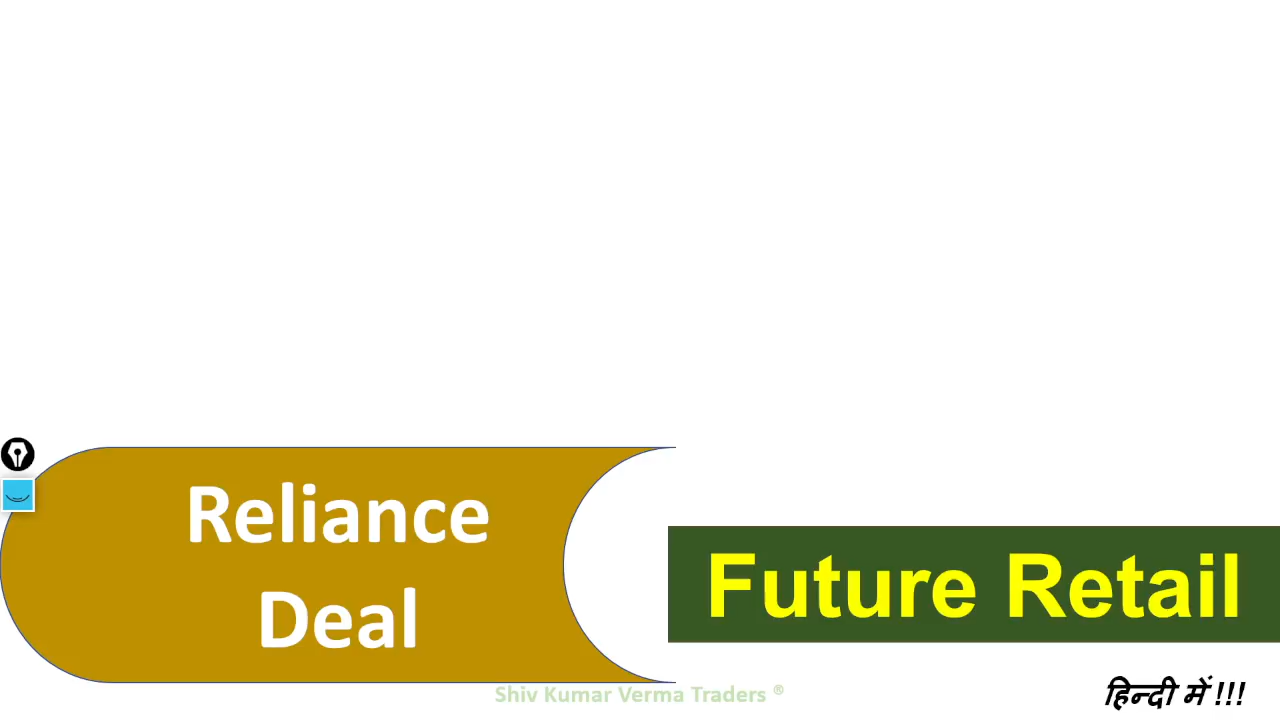 Reliance
Deal
Future Retail
Shiv Kumar Verma Traders ®
हिन्दी में !!!